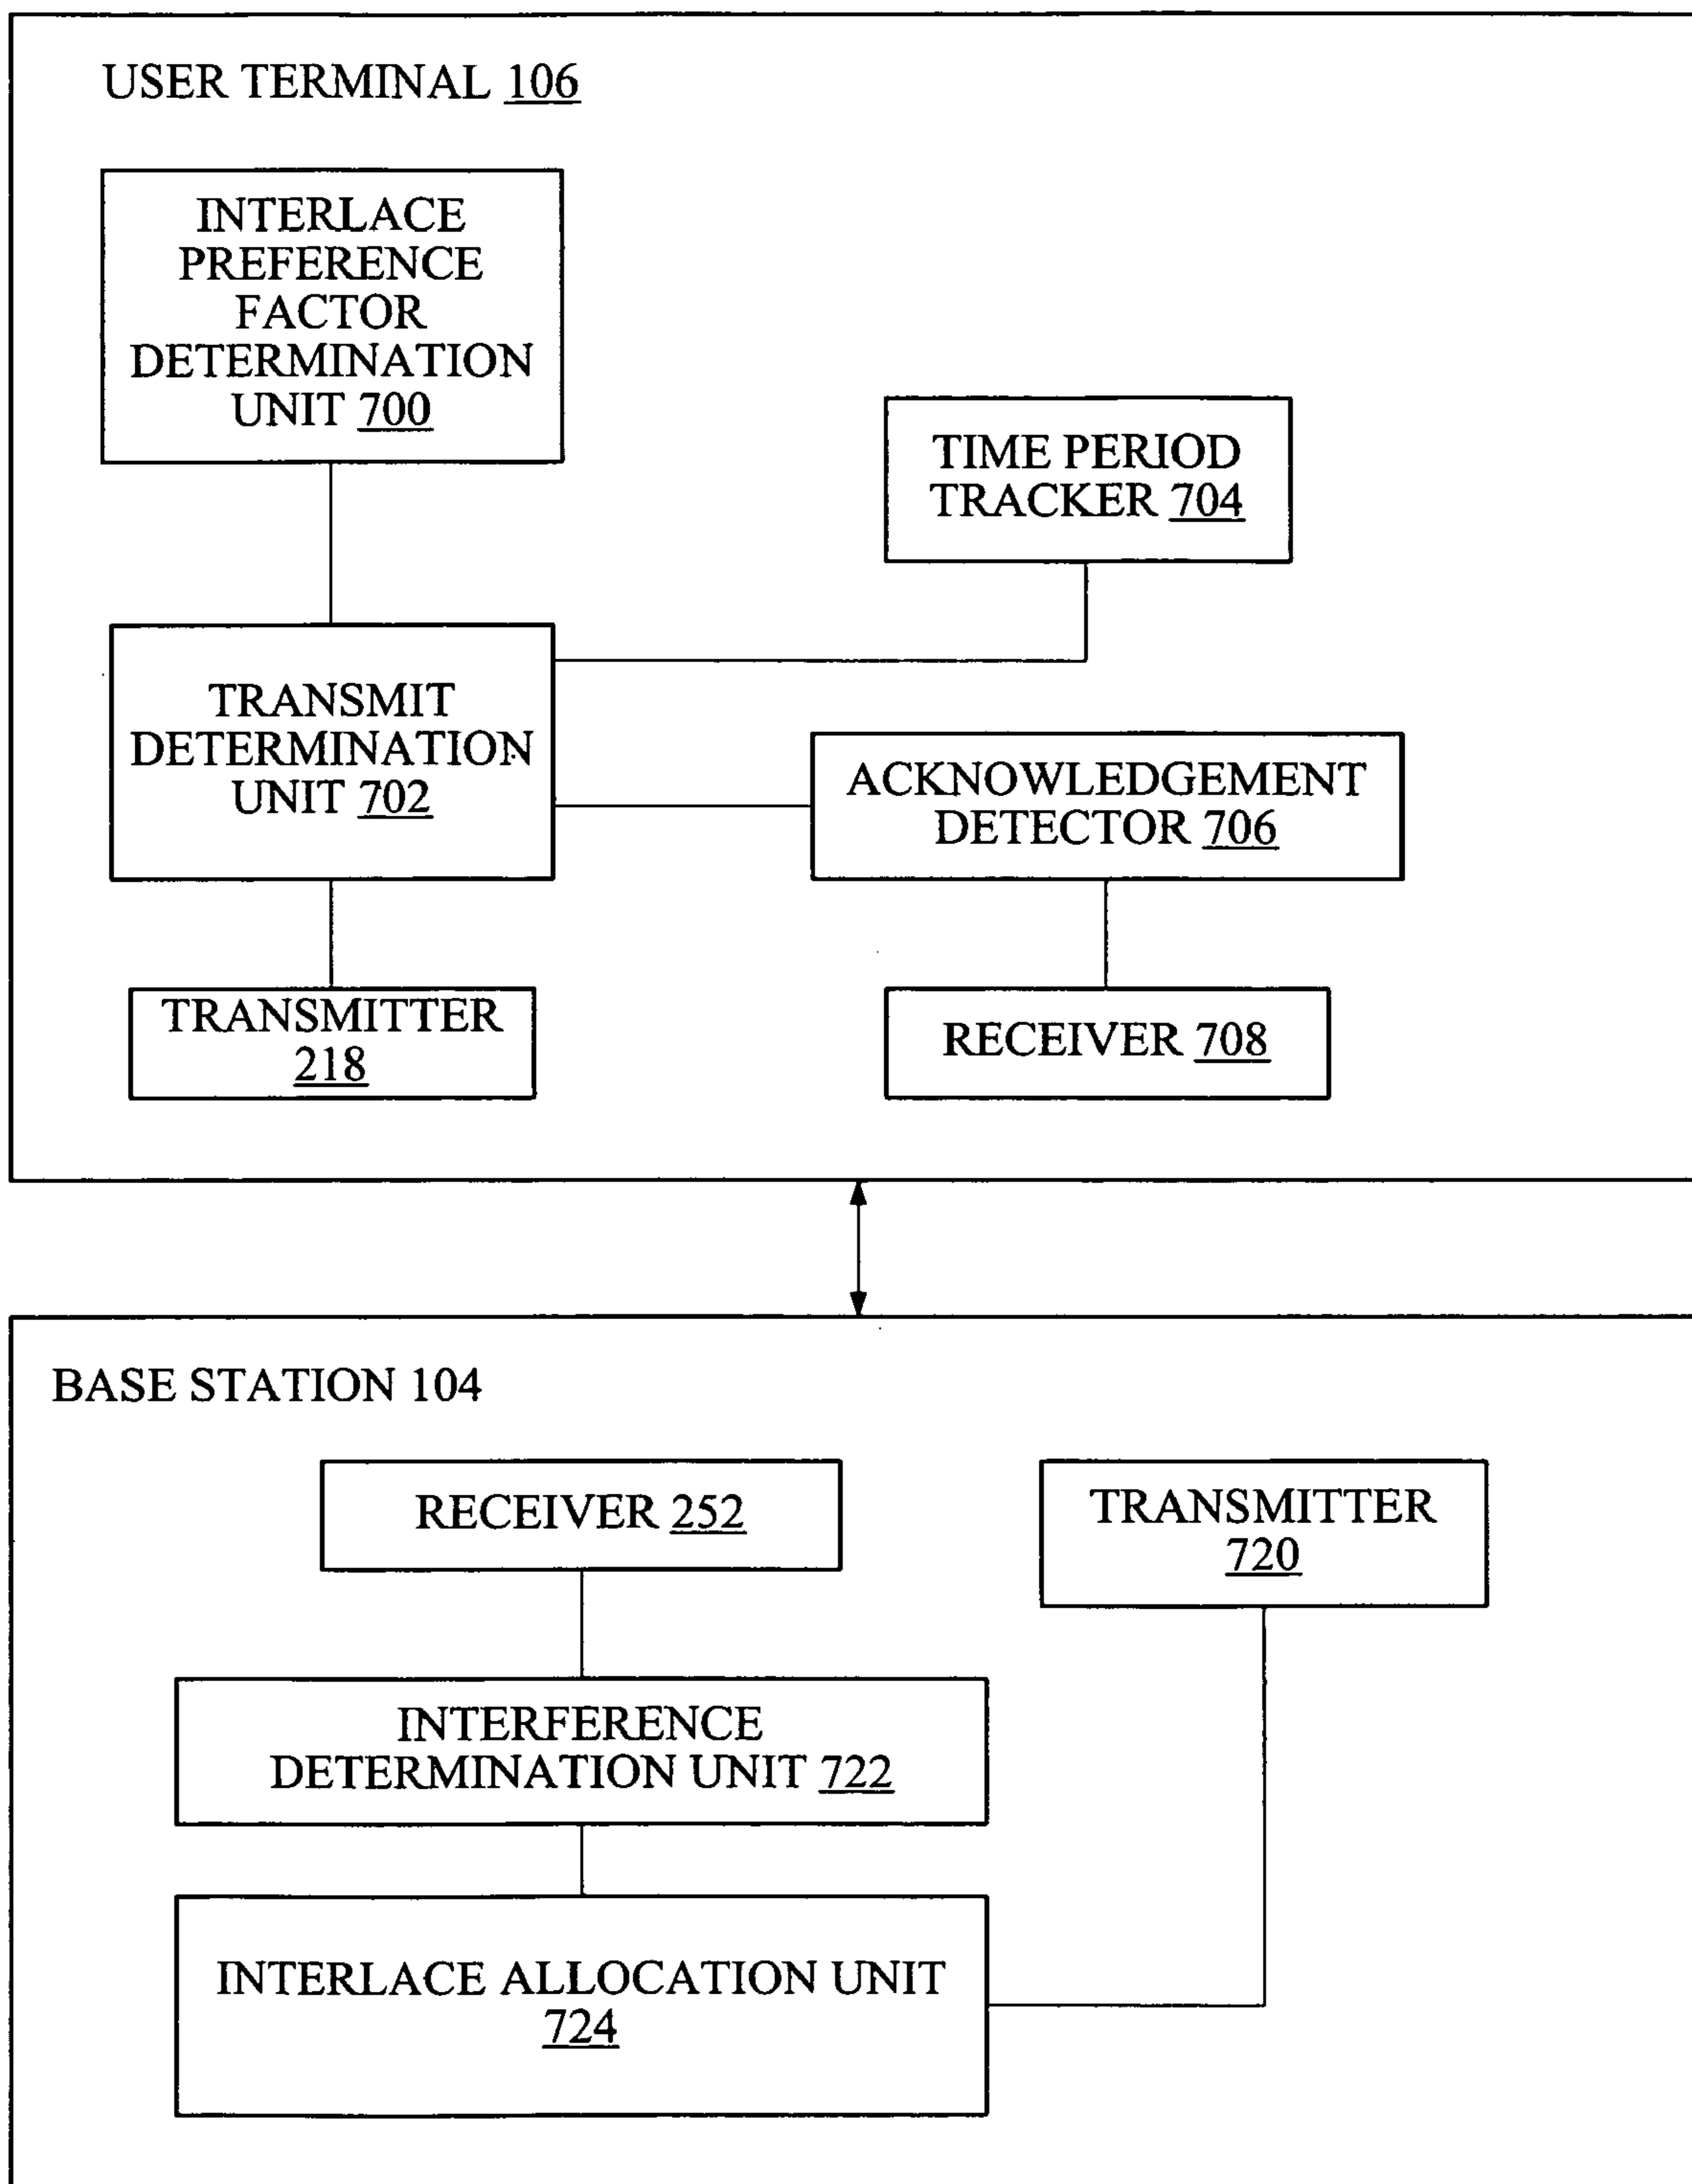 USER TERMINAL 106
INTERLACE
PREFERENCE
FACTOR
DETERMINATION
UNIT 700
TIME PERIOD
TRACKER 704
TRANSMIT
DETERMINATION
UNIT 702
ACKNOWLEDGEMENT
DETECTOR 706
TRANSMITTER
218
RECEIVER 708
BASE STATION 104
RECEIVER 252
TRANSMITTER
720
INTERFERENCE
DETERMINATION UNIT 722
INTERLACE ALLOCATION UNIT
724